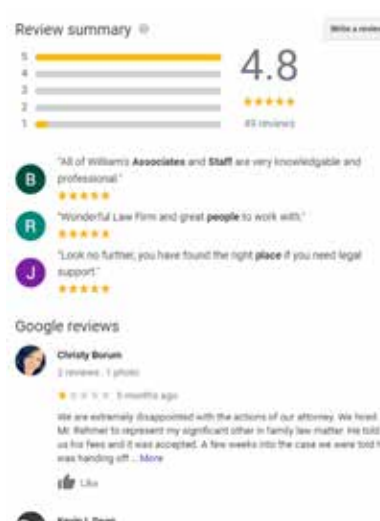 Review summary
Write a review
5
4
3
2
1
4.8
49 reviews
B
"All of Williams Associates and Staff are very knowledgable and
professional."
R
"Wonderful Law Firm and great people to work with."
J
"Look no further, you have found the right place if you need legal
support."
Google reviews
Christy Borum
2 reviews · 1 photo
5 months ago
We are extremely disappointed with the actions of our attorney. We hired
Mr. Rehmer to represent my significant other in family law matter. He told
us his fees and it was accepted. A few weeks into the case we were told h
was handing off ... More
Like
Kevin L Dean